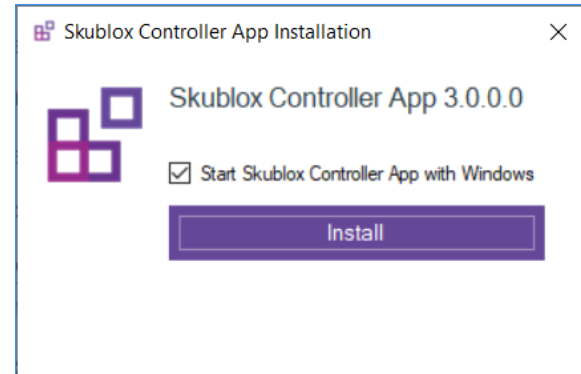 Skublox Controller App Installation
Skublox Controller App 3.0.0.0
Start Skublox Controller App with Windows
Install